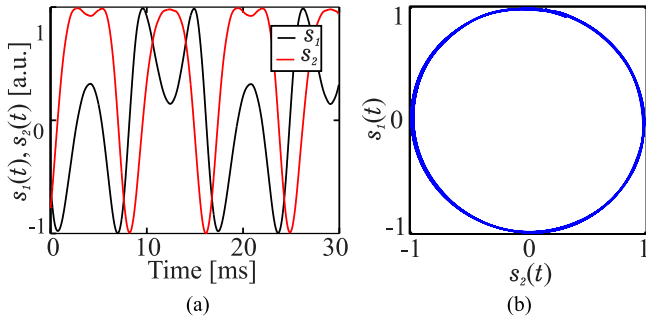 1
0
-1
s₁(t), s₂(t) [a.u.]
s₁
s₂
0 10 20 30
Time [ms]
(a)
1
0
-1
s₁(t)
-1 0 1
s₂(t)
(b)